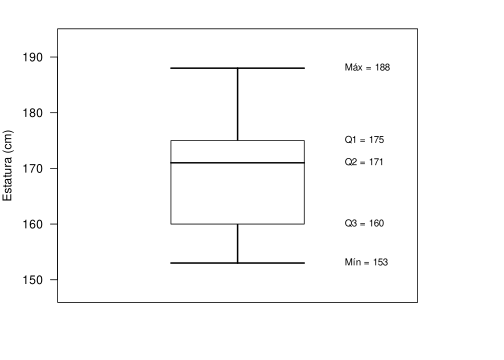 190
180
170
160
150
Estatura (cm)
Máx = 188
Q1 = 175
Q2 = 171
Q3 = 160
Mín = 153